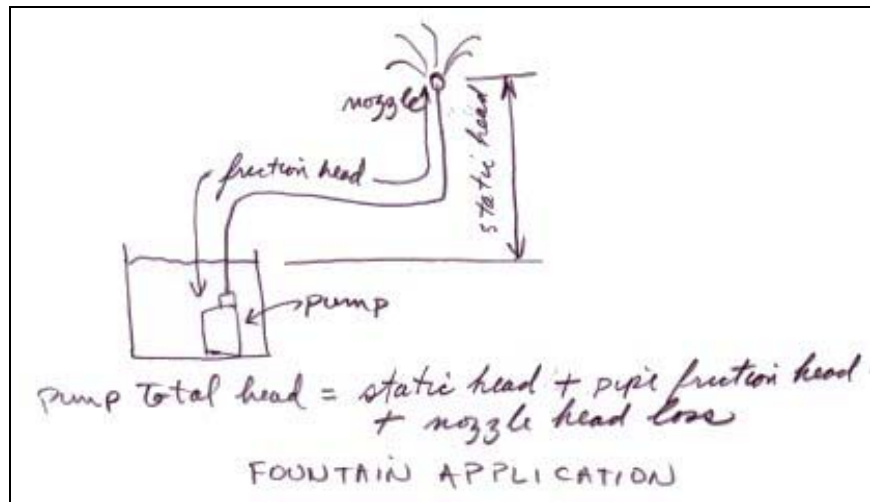 nozzle
static head
friction head
pump
pump total head = static head + pipe friction head
+ nozzle head loss
FOUNTAIN APPLICATION